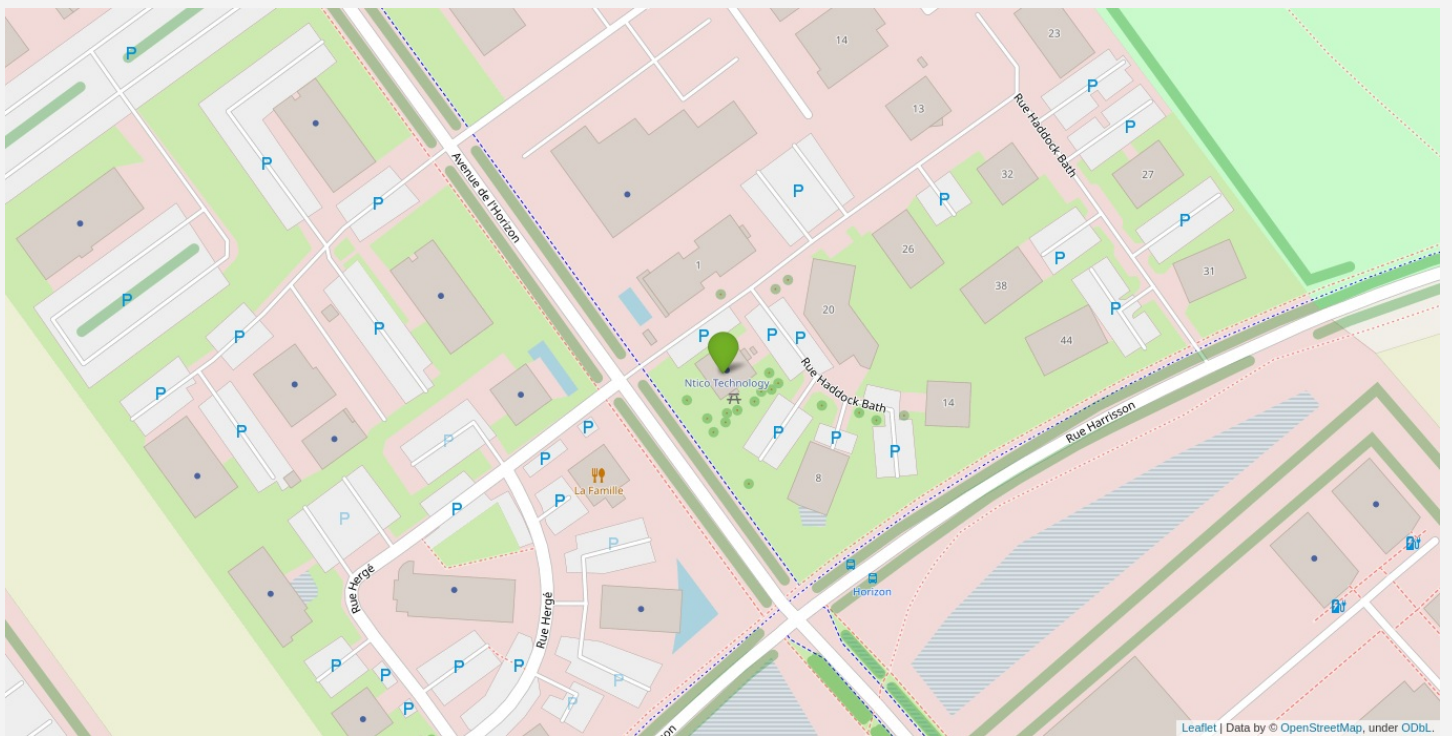 P
14
23
P
13
P
Rue Haddock Bath
P
P
Avenue de l'Horizon
P
32
27
P
P
P
26
P
P
1
38
31
P
P
20
P
P
P
P
P
44
Ntico Technology
Rue Haddock Bath
P
14
P
P
P
P
P
Rue Harrisson
P
P
P
La Famille
8
P
P
P
P
P
Horizon
Rue Hergé
Rue Hergé
P
P
P
P
P
P
P
son
Leaflet | Data by © OpenStreetMap, under ODbL.